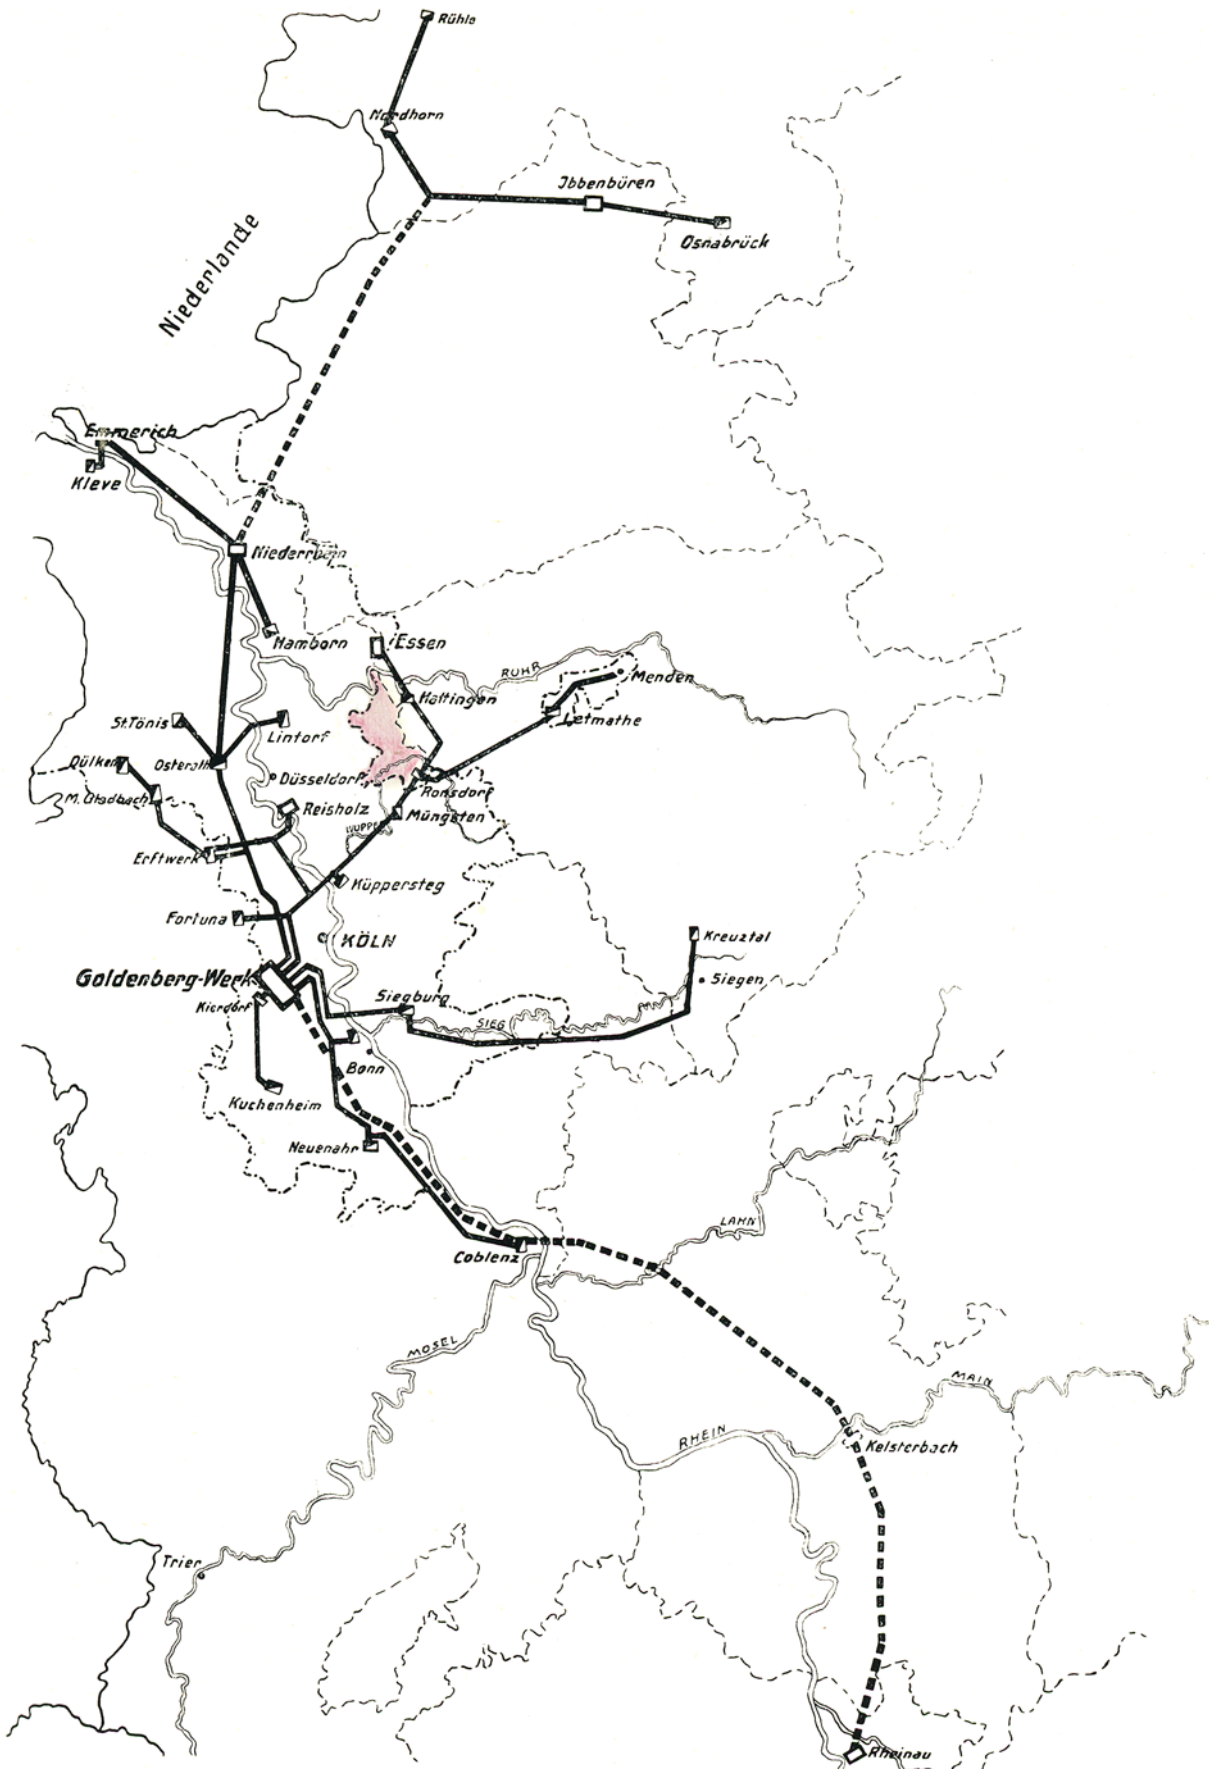 Rühle
Nordhorn
Jbbenbüren
Osnabrück
Niederlande
Emmerich
Kleve
Niederrhein
Hamborn
Essen
RUHR
Menden
Hattingen
Letmathe
St.Tönis
Lintorf
Dülken
Osterath
Düsseldorf
Ronsdorf
M.Gladbach
Reisholz
Müngsten
WUPPER
Erftwerk
Küppersteg
Fortuna
KÖLN
Kreuztal
Goldenberg-Werk
Siegen
Kierdorf
Siegburg
SIEG
Bonn
Kuchenheim
Neuenahr
LAHN
Coblenz
MOSEL
MAIN
RHEIN
Kelsterbach
Trier
Rheinau